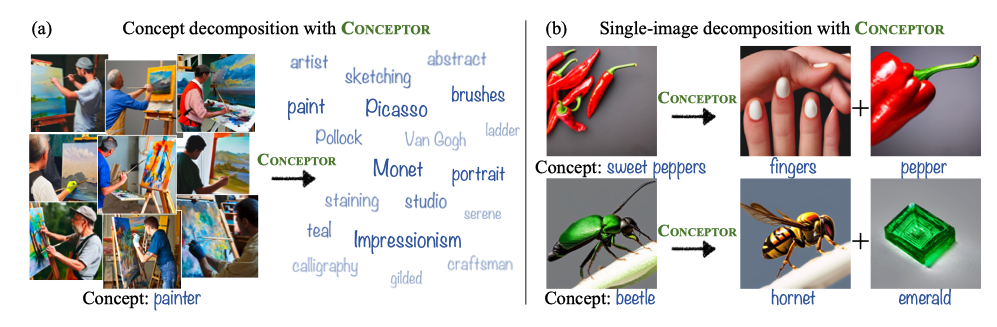 (a) Concept decomposition with CONCEPTOR
artist
abstract
sketching
paint
Picasso
brushes
Pollock
Van Gogh
ladder
CONCEPTOR
Monet
portrait
staining
studio
serene
teal
Impressionism
calligraphy
gilded
craftsman
Concept: painter
(b) Single-image decomposition with CONCEPTOR
CONCEPTOR
+
Concept: sweet peppers
fingers
pepper
CONCEPTOR
+
Concept: beetle
hornet
emerald